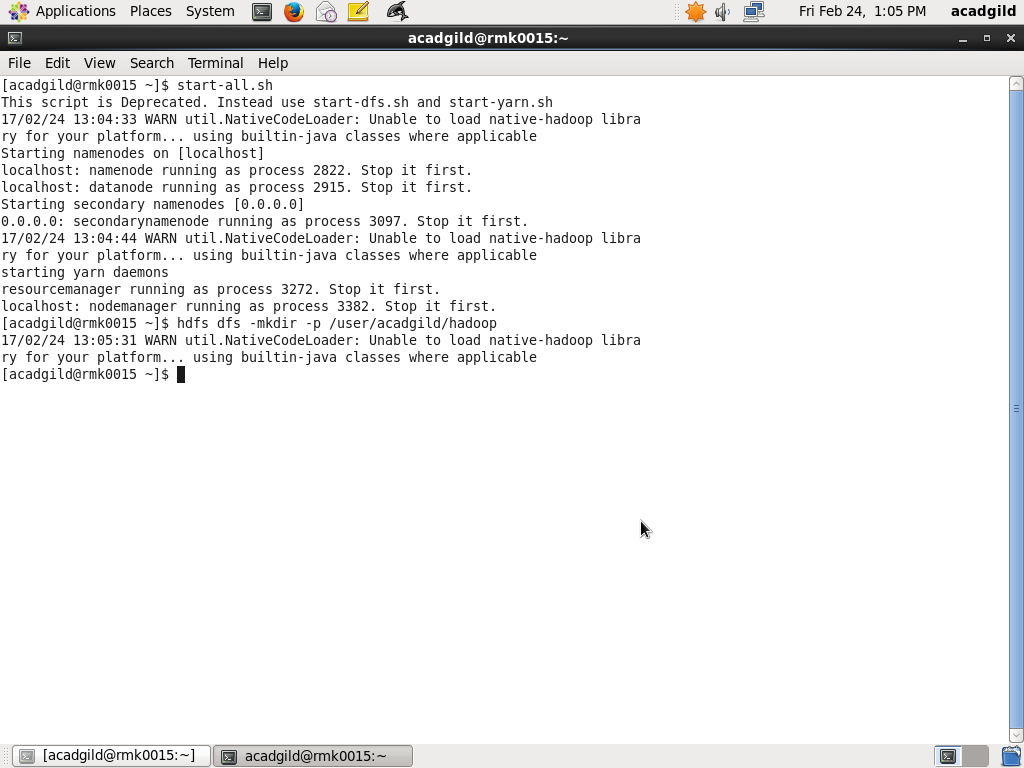 Applications Places System Fri Feb 24, 1:05 PM acadgild
acadgild@rmk0015:~
File Edit View Search Terminal Help
[acadgild@rmk0015 ~]$ start-all.sh
This script is Deprecated. Instead use start-dfs.sh and start-yarn.sh
17/02/24 13:04:33 WARN util.NativeCodeLoader: Unable to load native-hadoop libra
ry for your platform... using builtin-java classes where applicable
Starting namenodes on [localhost]
localhost: namenode running as process 2822. Stop it first.
localhost: datanode running as process 2915. Stop it first.
Starting secondary namenodes [0.0.0.0]
0.0.0.0: secondarynamenode running as process 3097. Stop it first.
17/02/24 13:04:44 WARN util.NativeCodeLoader: Unable to load native-hadoop libra
ry for your platform... using builtin-java classes where applicable
starting yarn daemons
resourcemanager running as process 3272. Stop it first.
localhost: nodemanager running as process 3382. Stop it first.
[acadgild@rmk0015 ~]$ hdfs dfs -mkdir -p /user/acadgild/hadoop
17/02/24 13:05:31 WARN util.NativeCodeLoader: Unable to load native-hadoop libra
ry for your platform... using builtin-java classes where applicable
[acadgild@rmk0015 ~]$
[acadgild@rmk0015:~] acadgild@rmk0015:~